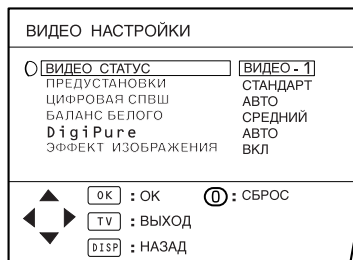 ВИДЕО НАСТРОЙКИ
ВИДЕО СТАТУС ВИДЕО - 1
ПРЕДУСТАНОВКИ СТАНДАРТ
ЦИФРОВАЯ СПВШ АВТО
БАЛАНС БЕЛОГО СРЕДНИЙ
DigiPure АВТО
ЭФФЕКТ ИЗОБРАЖЕНИЯ ВКЛ
OK : OK 0 : СБРОС
TV : ВЫХОД
DISP : НАЗАД